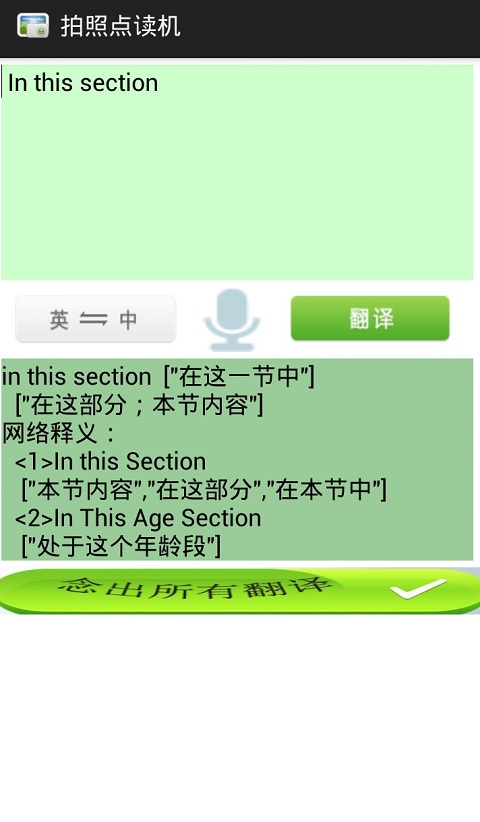 拍照点读机
In this section
英 ⇌ 中
翻译
in this section ["在这一节中"]
["在这部分；本节内容"]
网络释义：
<1>In this Section
["本节内容","在这部分","在本节中"]
<2>In This Age Section
["处于这个年龄段"]
念出所有翻译